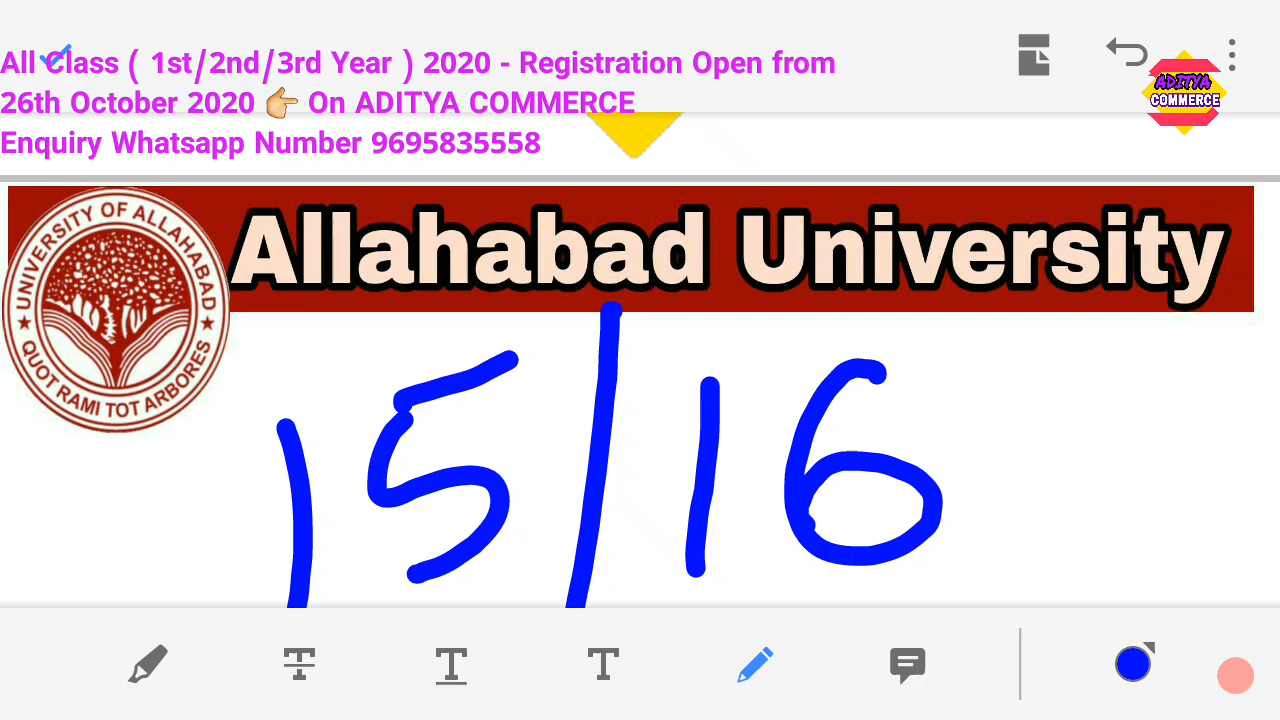 All Class ( 1st/2nd/3rd Year ) 2020 - Registration Open from
26th October 2020 👉 On ADITYA COMMERCE
Enquiry Whatsapp Number 9695835558
ADITYA
COMMERCE
Allahabad University
UNIVERSITY OF ALLAHABAD
QUOT RAMI TOT ARBORES
15/16
T
T
T